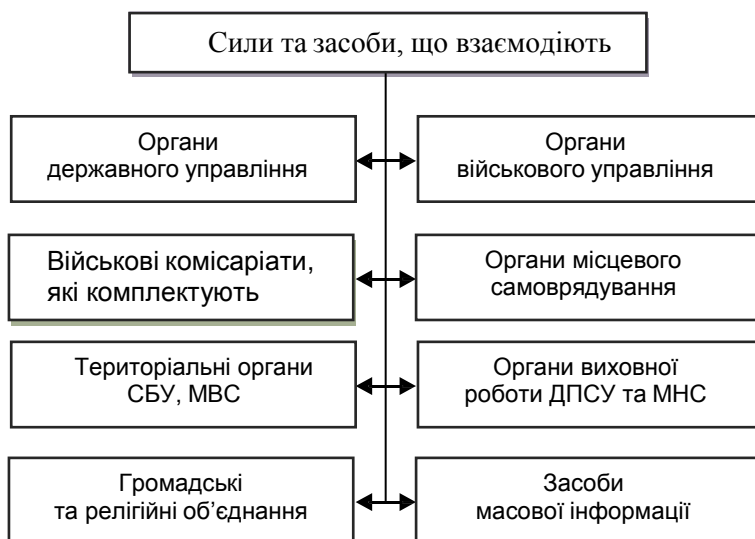 Сили та засоби, що взаємодіють
Органи
державного управління
Органи
військового управління
Військові комісаріати,
які комплектують
Органи місцевого
самоврядування
Територіальні органи
СБУ, МВС
Органи виховної
роботи ДПСУ та МНС
Громадські
та релігійні об’єднання
Засоби
масової інформації